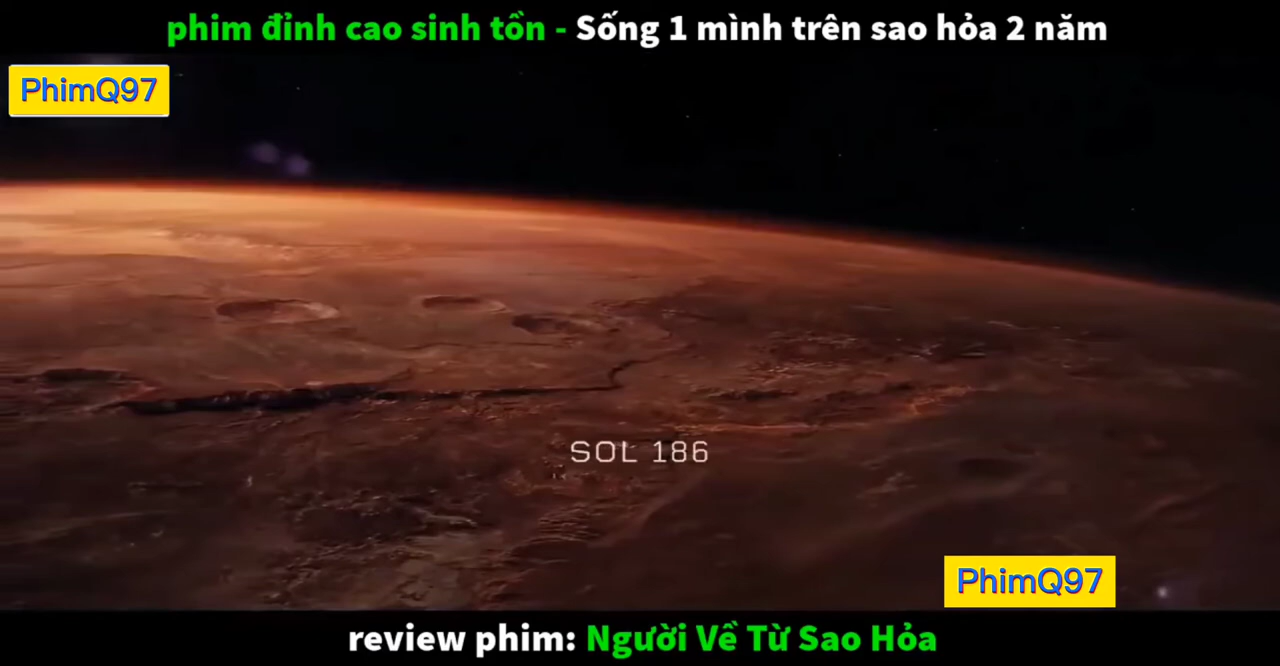 phim đỉnh cao sinh tồn - Sống 1 mình trên sao hỏa 2 năm
PhimQ97
SOL 186
PhimQ97
review phim: Người Về Từ Sao Hỏa